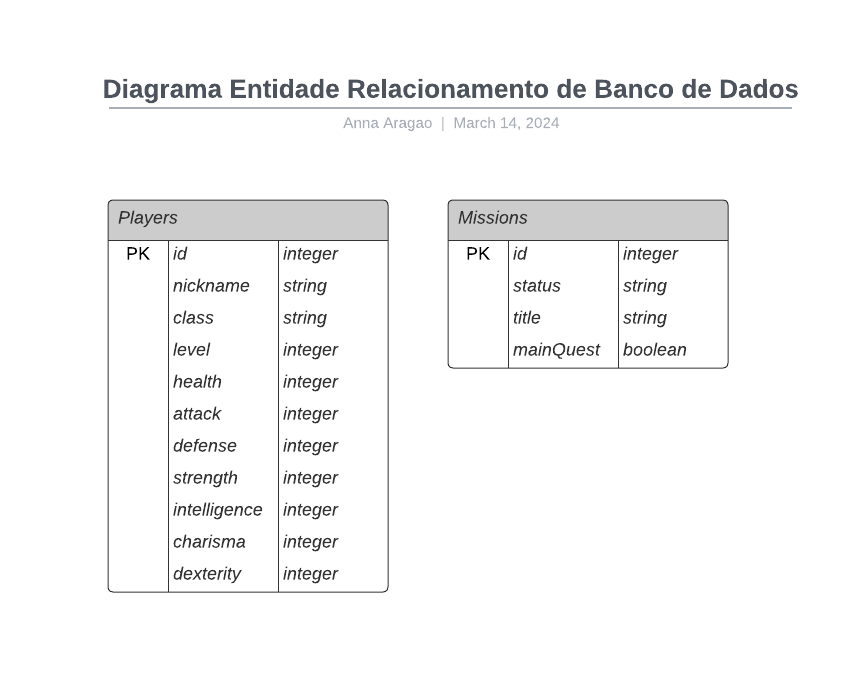 Diagrama Entidade Relacionamento de Banco de Dados
Anna Aragao | March 14, 2024
Players
PK id integer
nickname string
class string
level integer
health integer
attack integer
defense integer
strength integer
intelligence integer
charisma integer
dexterity integer
Missions
PK id integer
status string
title string
mainQuest boolean